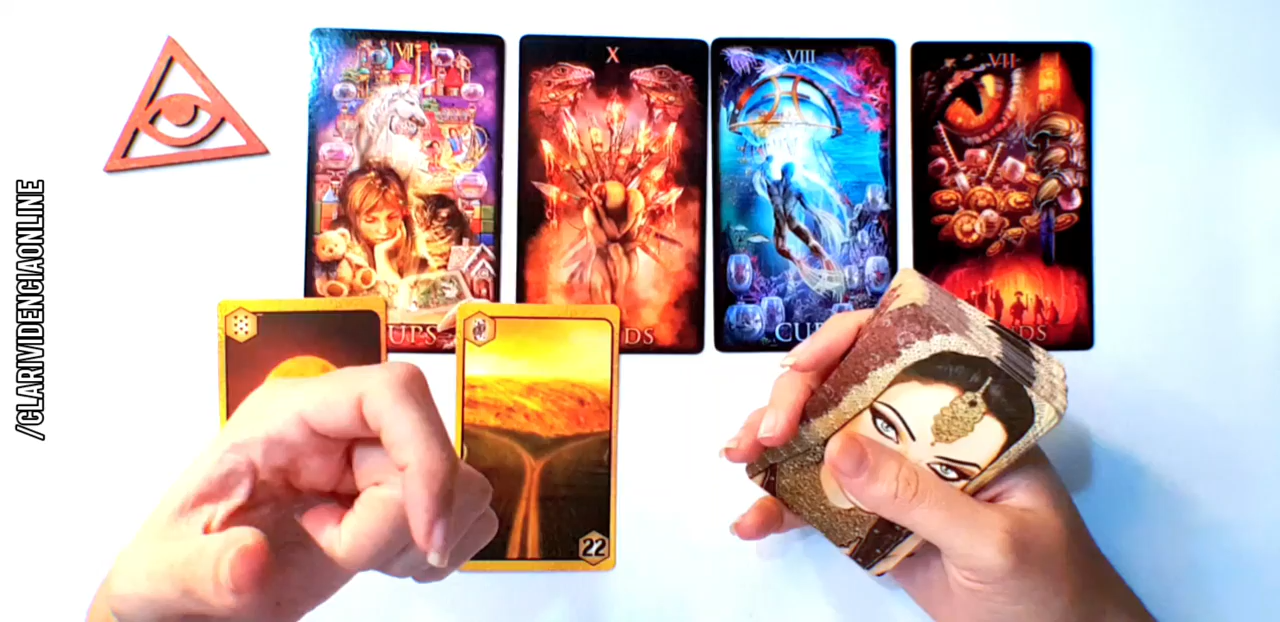 /CLARIVIDENCIAONLINE
VII
X
VIII
VII
CUPS
DS
CU
DS
22